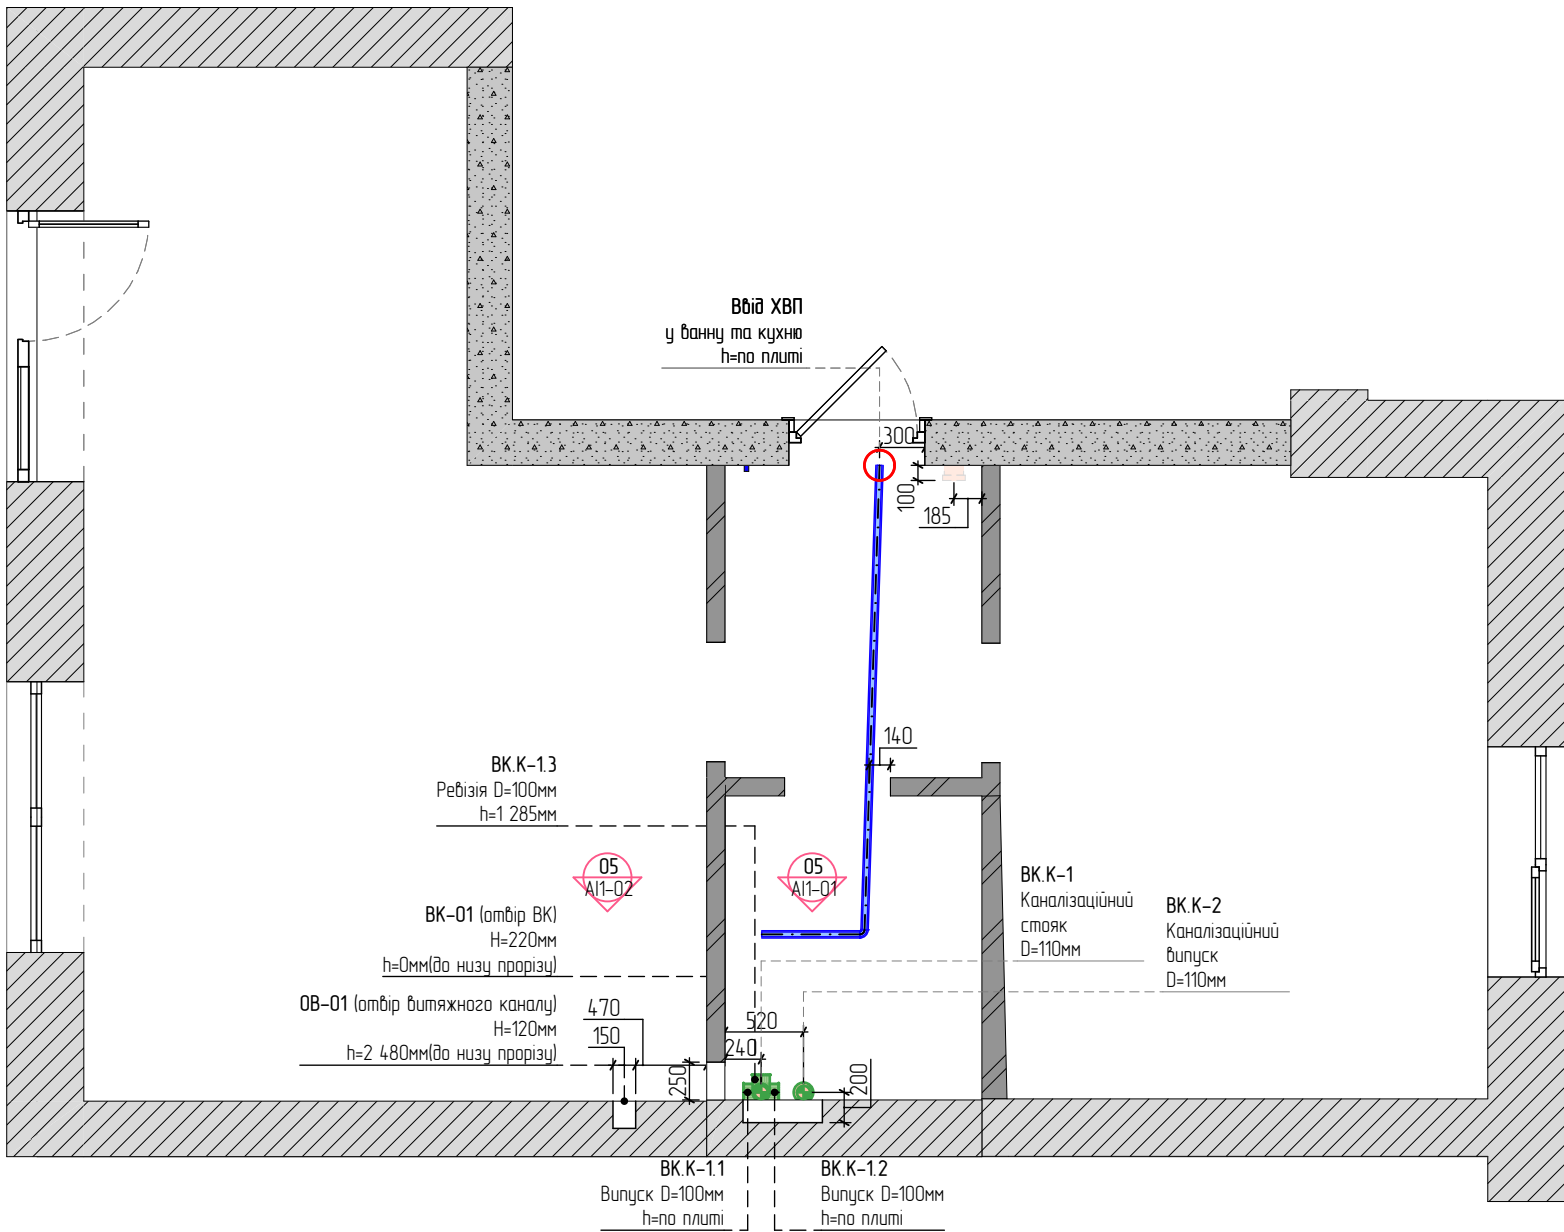 Ввід ХВП
у ванну та кухню
h=по плиті
300
100
185
140
ВК.К-1.3
Ревізія D=100мм
h=1 285мм
05
АІ1-02
05
АІ1-01
ВК.К-1
Каналізаційний
стояк
D=110мм
ВК.К-2
Каналізаційний
випуск
D=110мм
ВК-01 (отвір ВК)
H=220мм
h=0мм(до низу прорізу)
ОВ-01 (отвір витяжного каналу)
H=120мм
h=2 480мм(до низу прорізу)
470
150
520
240
250
200
ВК.К-1.1
Випуск D=100мм
h=по плиті
ВК.К-1.2
Випуск D=100мм
h=по плиті